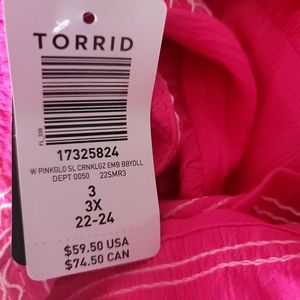 TORRID
FL_339
17325824
W PINKGLO SL CRNKLGZ EMB BBYDLL
DEPT 0050 22SMR3
3
3X
22-24
$59.50 USA
$74.50 CAN